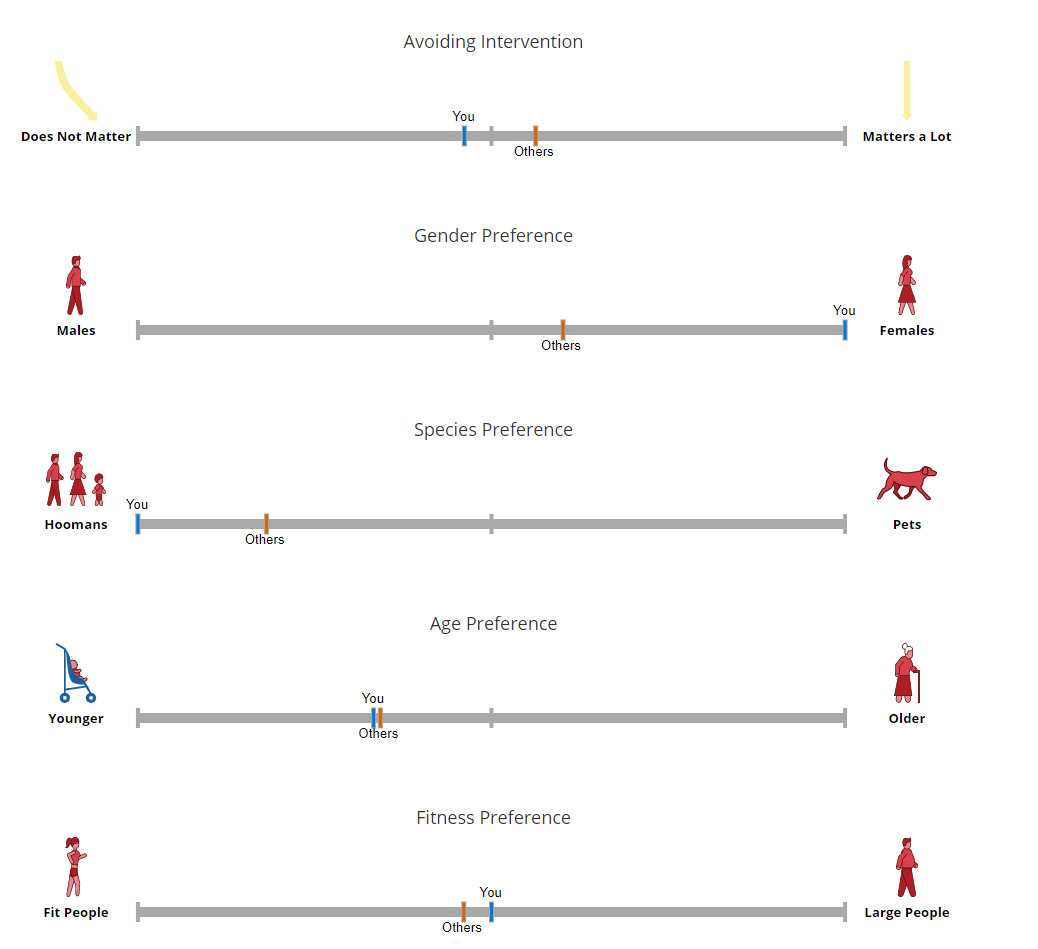 Avoiding Intervention
You
Does Not Matter
Matters a Lot
Others
Gender Preference
You
Males
Females
Others
Species Preference
You
Hoomans
Pets
Others
Age Preference
You
Younger
Older
Others
Fitness Preference
You
Fit People
Large People
Others